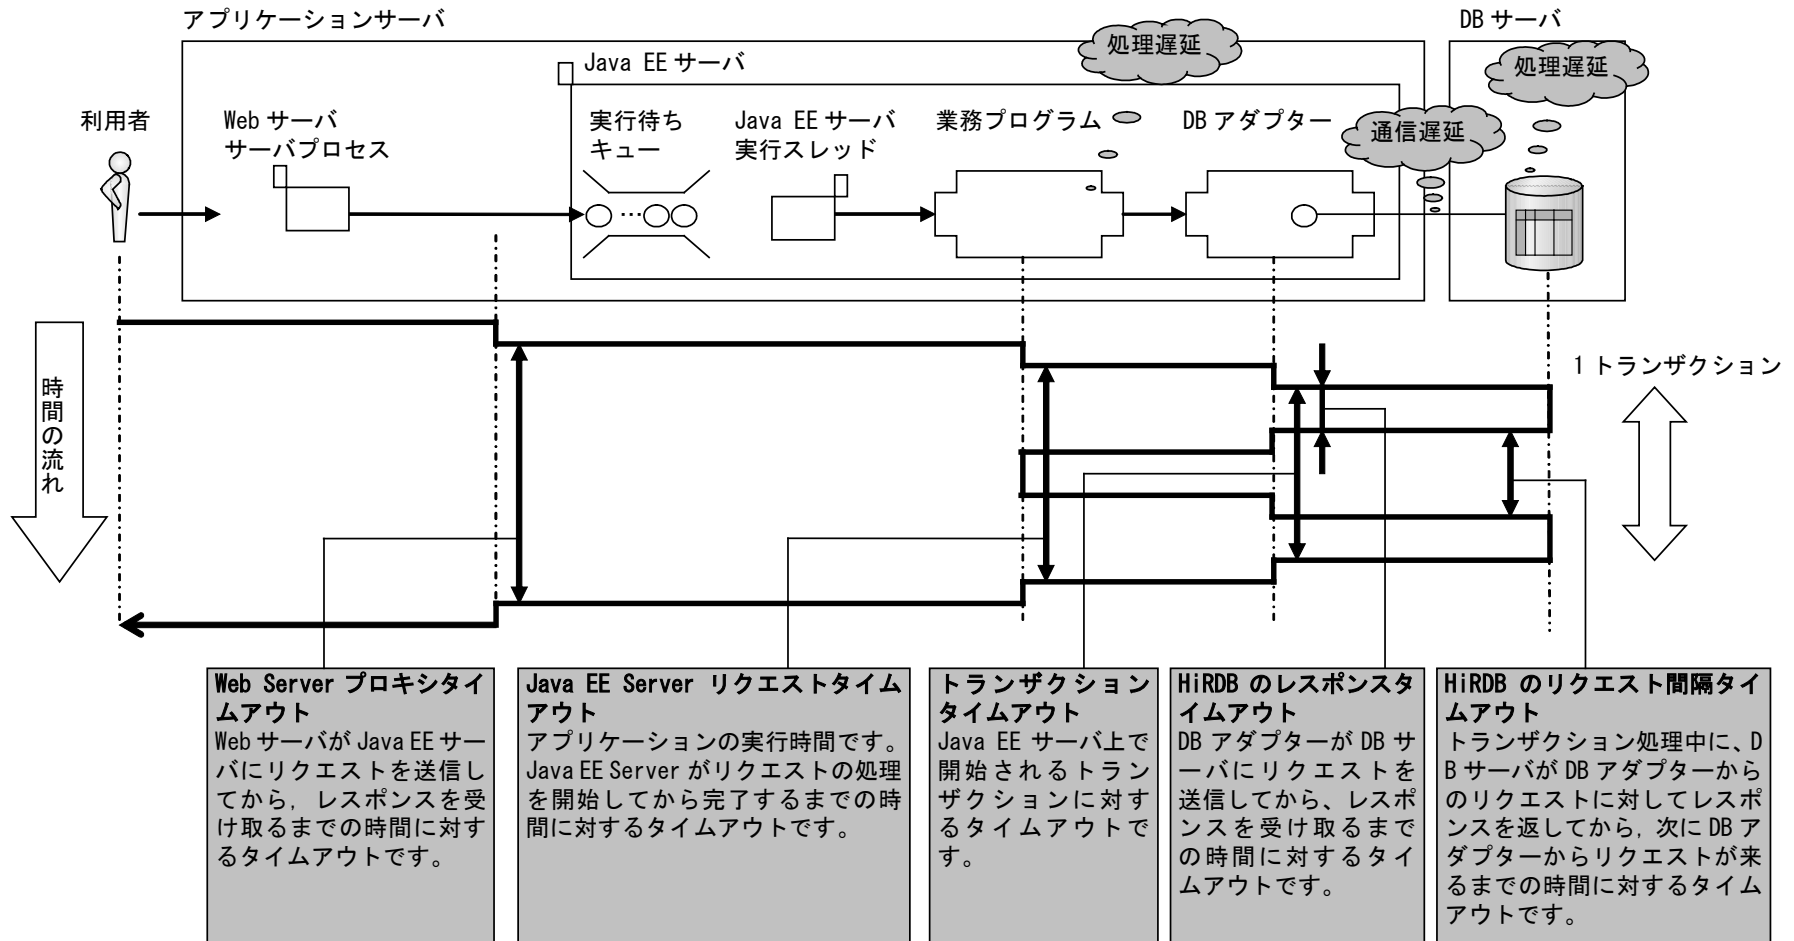 アプリケーションサーバ
DB サーバ
処理遅延
Java EE サーバ
処理遅延
利用者
Web サーバ
サーバプロセス
実行待ち
キュー
Java EE サーバ
実行スレッド
業務プログラム
DB アダプター
通信遅延
…
時間の流れ
1 トランザクション
Web Server プロキシタイ
ムアウト
Web サーバが Java EE サー
バにリクエストを送信し
てから, レスポンスを受
け取るまでの時間に対す
るタイムアウトです。
Java EE Server リクエストタイム
アウト
アプリケーションの実行時間です。
Java EE Server がリクエストの処理
を開始してから完了するまでの時
間に対するタイムアウトです。
トランザクション
タイムアウト
Java EE サーバ上で
開始されるトラン
ザクションに対す
るタイムアウトで
す。
HiRDB のレスポンスタ
イムアウト
DB アダプターが DB サ
ーバにリクエストを
送信してから、レスポ
ンスを受け取るまで
の時間に対するタイ
ムアウトです。
HiRDB のリクエスト間隔タイ
ムアウト
トランザクション処理中に、D
B サーバが DB アダプターから
のリクエストに対してレスポ
ンスを返してから, 次に DB ア
ダプターからリクエストが来
るまでの時間に対するタイム
アウトです。